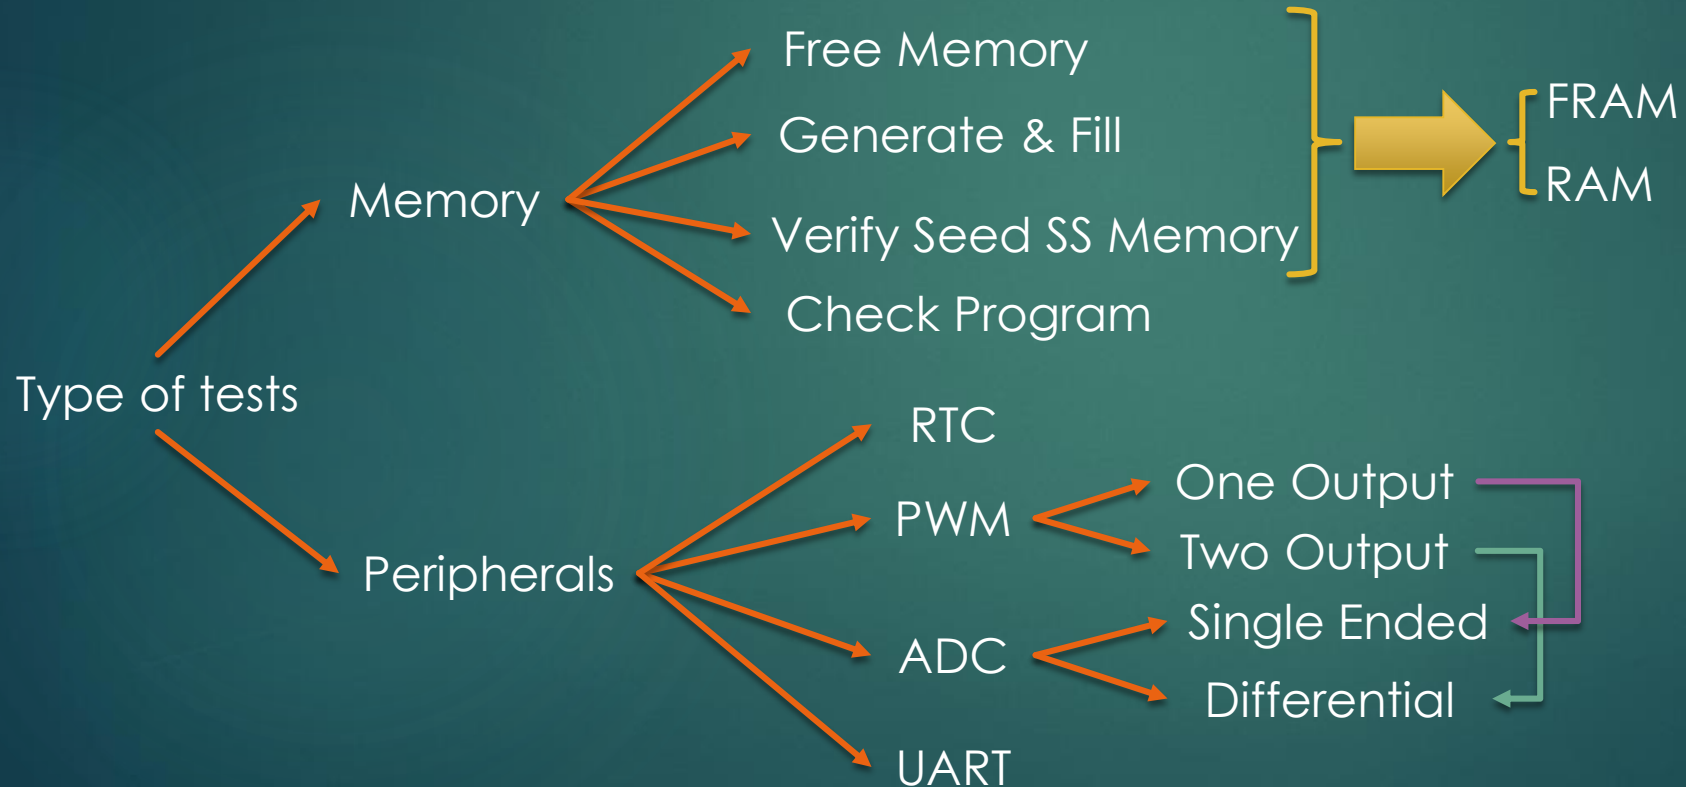 Free Memory
FRAM
Generate & Fill
RAM
Memory
Verify Seed SS Memory
Check Program
Type of tests
RTC
One Output
PWM
Two Output
Peripherals
Single Ended
ADC
Differential
UART